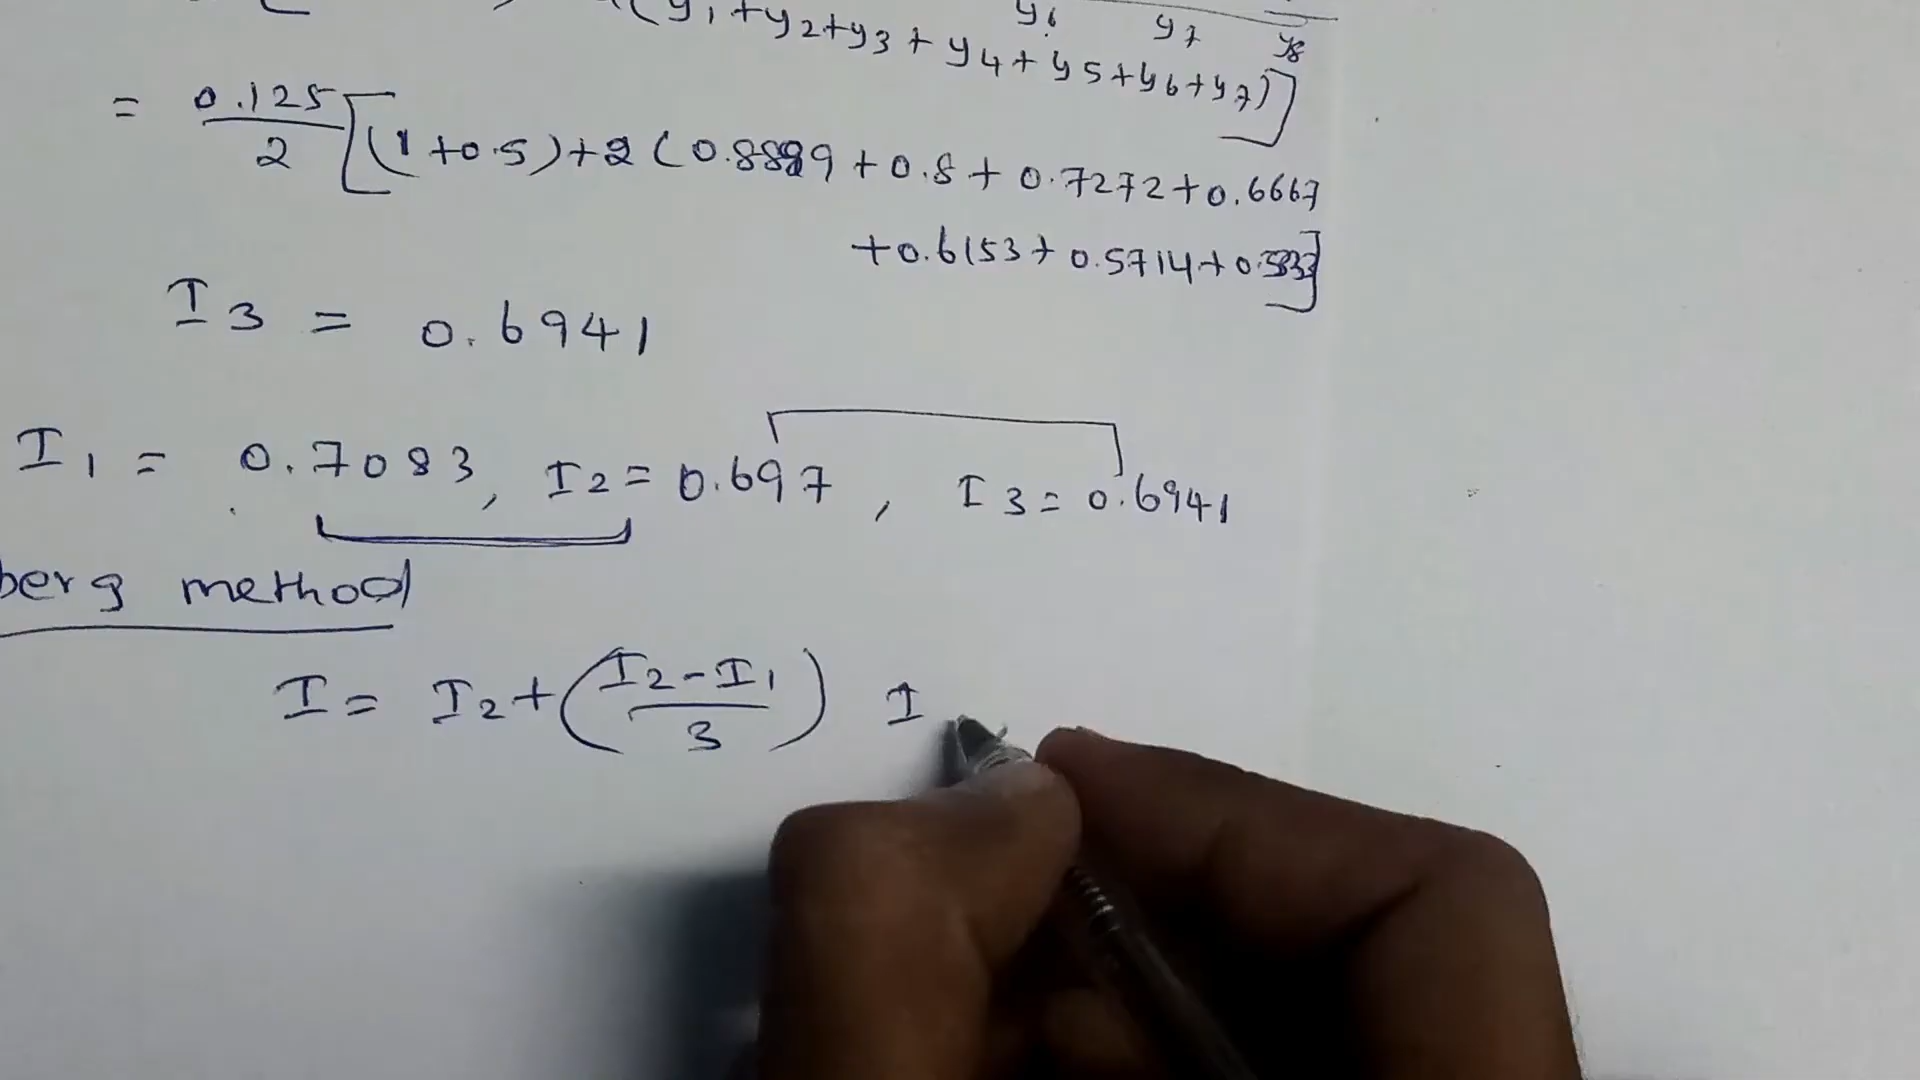 (y1+y2+y3+y4+y5+y6+y7)]
y6 y7 y8
= 0.125/2 [(1+0.5)+2(0.8889+0.8+0.7272+0.6667
+0.6153+0.5714+0.5333]
I3 = 0.6941
I1 = 0.7083, I2=0.697, I3=0.6941
berg method
I= I2+(I2-I1/3) I